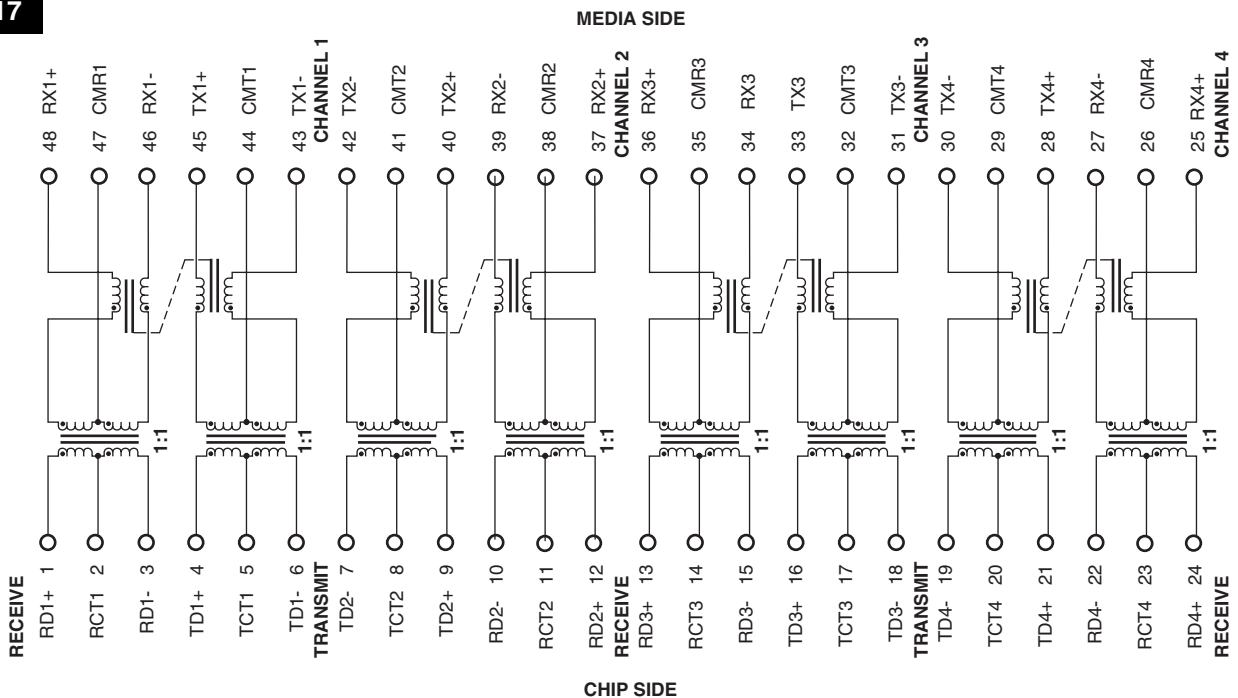 17
MEDIA SIDE
48 RX1+
47 CMR1
46 RX1-
45 TX1+
44 CMT1
43 TX1-
CHANNEL 1
42 TX2-
41 CMT2
40 TX2+
39 RX2-
38 CMR2
37 RX2+
CHANNEL 2
36 RX3+
35 CMR3
34 RX3
33 TX3
32 CMT3
31 TX3-
CHANNEL 3
30 TX4-
29 CMT4
28 TX4+
27 RX4-
26 CMR4
25 RX4+
CHANNEL 4
1:1
1:1
1:1
1:1
1:1
1:1
1:1
1:1
RECEIVE
RD1+ 1
RCT1 2
RD1- 3
TD1+ 4
TCT1 5
TD1- 6
TRANSMIT
TD2- 7
TCT2 8
TD2+ 9
RD2- 10
RCT2 11
RD2+ 12
RECEIVE
RD3+ 13
RCT3 14
RD3- 15
TD3+ 16
TCT3 17
TD3- 18
TRANSMIT
TD4- 19
TCT4 20
TD4+ 21
RD4- 22
RCT4 23
RD4+ 24
RECEIVE
CHIP SIDE